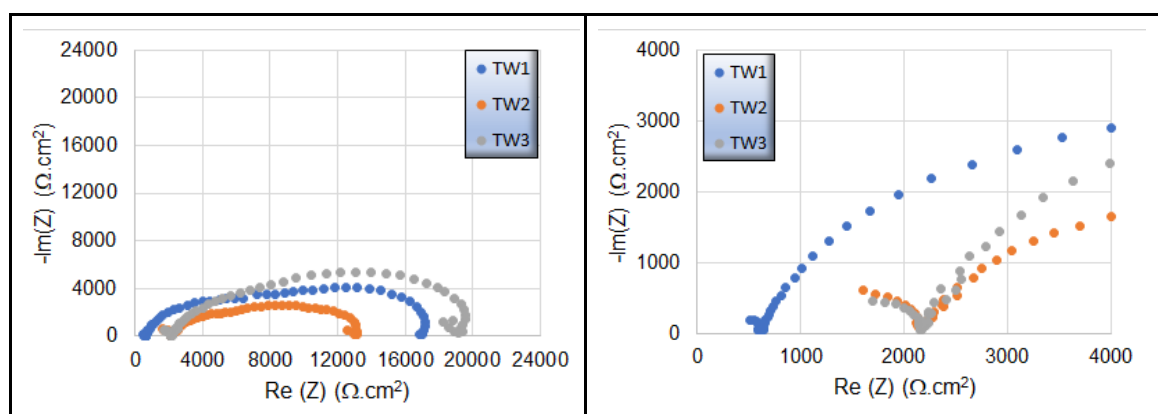 24000
20000
16000
12000
8000
4000
0
-Im(Z) (Ω.cm²)
TW1
TW2
TW3
0 4000 8000 12000 16000 20000 24000
Re (Z) (Ω.cm²)
4000
3000
2000
1000
0
-Im(Z) (Ω.cm²)
TW1
TW2
TW3
0 1000 2000 3000 4000
Re (Z) (Ω.cm²)